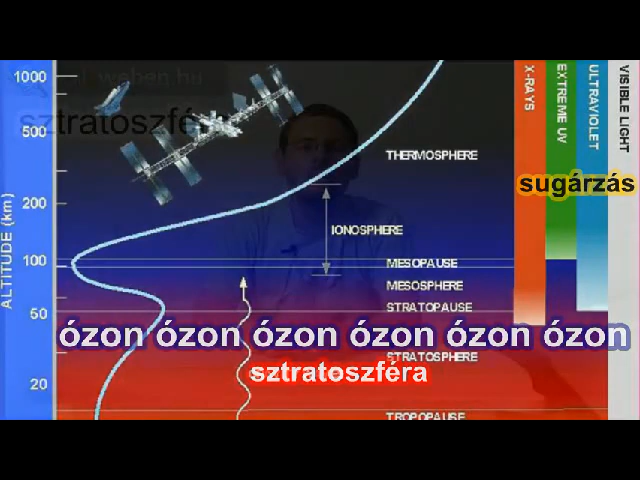 1000
500
200
100
50
20
ALTITUDE (km)
sztratoszféra
THERMOSPHERE
IONOSPHERE
MESOPAUSE
MESOSPHERE
STRATOPAUSE
ózon ózon ózon ózon ózon ózon
STRATOSPHERE
sztratoszféra
TROPOPAUSE
X-RAYS
EXTREME UV
ULTRAVIOLET
VISIBLE LIGHT
sugárzás